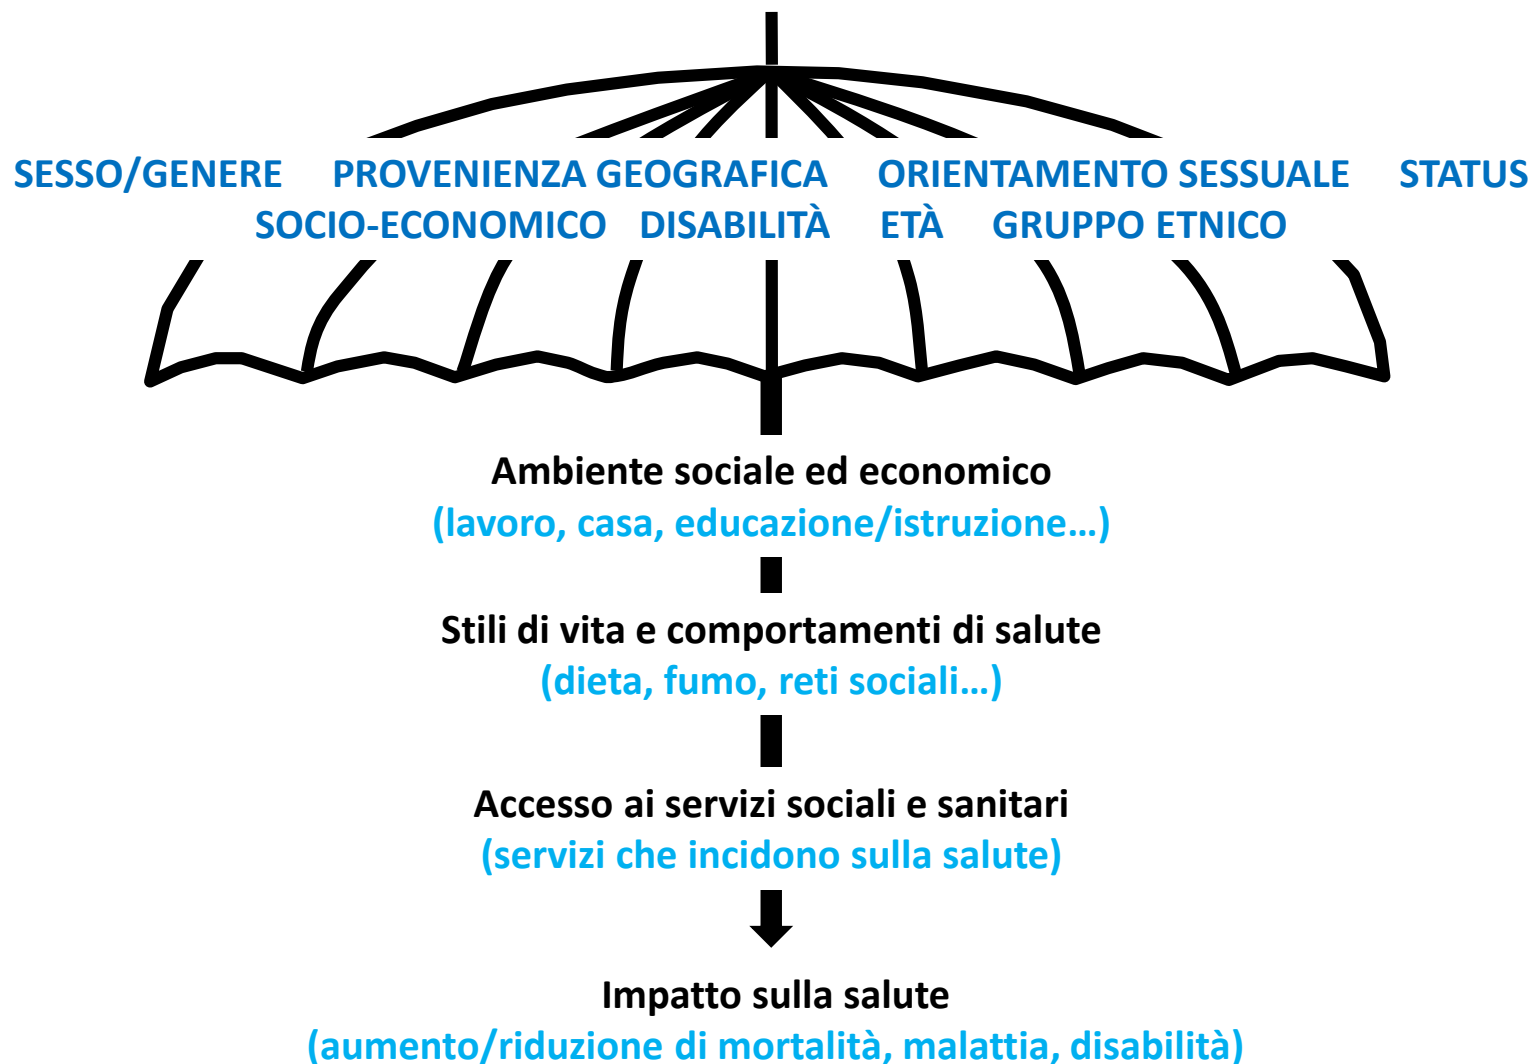 SESSO/GENERE PROVENIENZA GEOGRAFICA ORIENTAMENTO SESSUALE STATUS
SOCIO-ECONOMICO DISABILITÀ ETÀ GRUPPO ETNICO
Ambiente sociale ed economico
(lavoro, casa, educazione/istruzione…)
Stili di vita e comportamenti di salute
(dieta, fumo, reti sociali…)
Accesso ai servizi sociali e sanitari
(servizi che incidono sulla salute)
Impatto sulla salute
(aumento/riduzione di mortalità, malattia, disabilità)